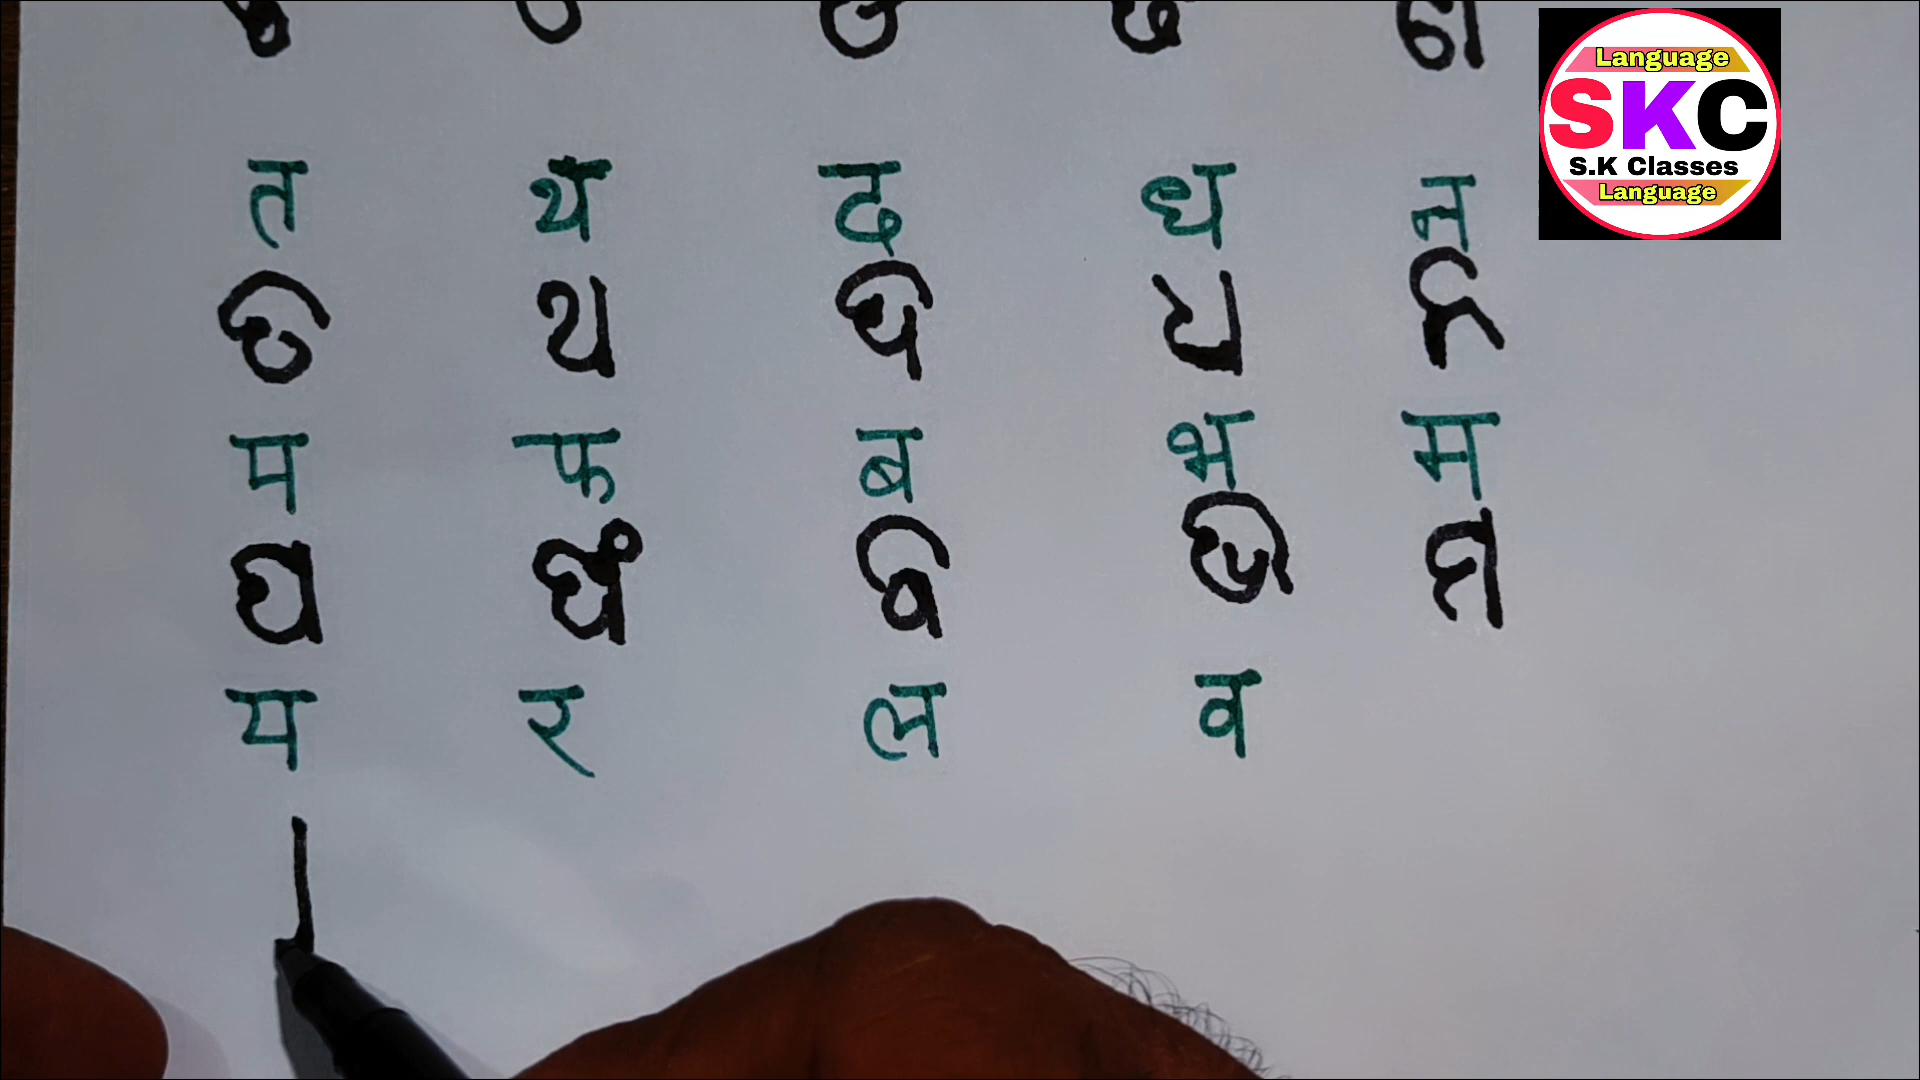 Language
SKC
S.K Classes
Language
त थ द ध न
ତ ଥ ଦ ଧ ନ
प फ ब भ म
ପ ଫ ବ ଭ ମ
य र ल व